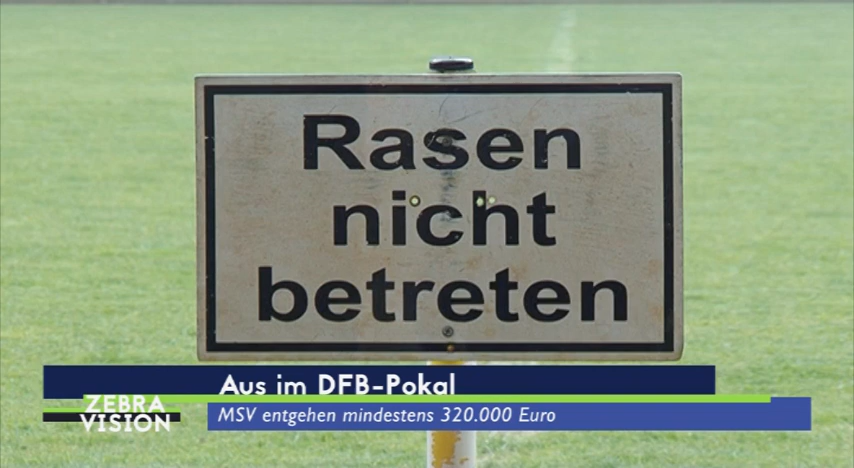 Rasen
nicht
betreten
Aus im DFB-Pokal
ZEBRA
VISION
MSV entgehen mindestens 320.000 Euro